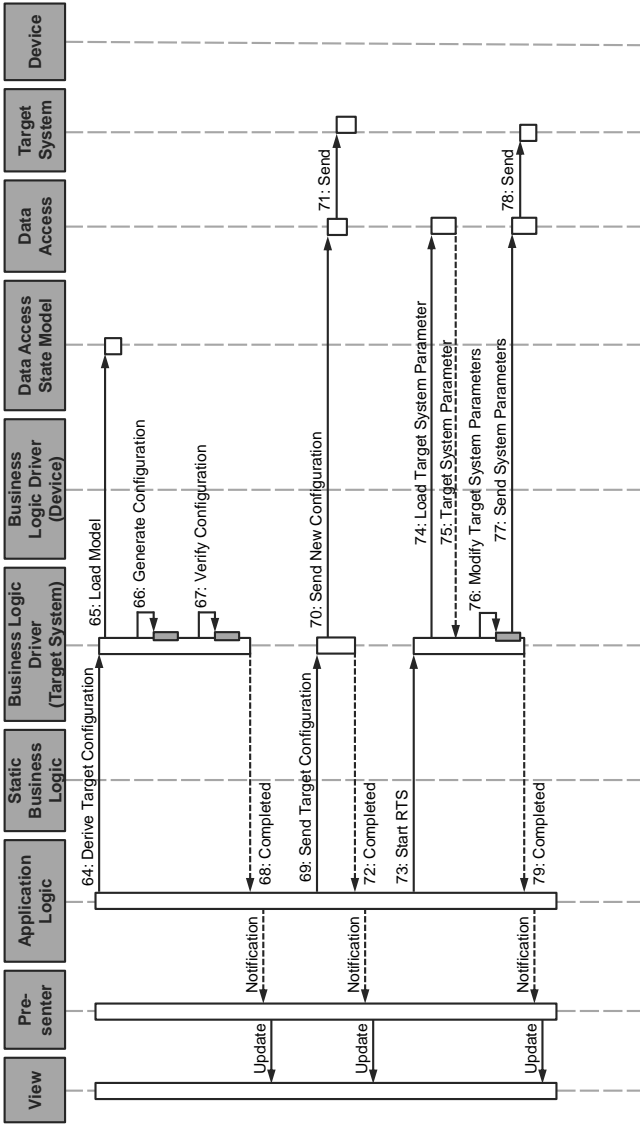 View
Pre-
senter
Application
Logic
Static
Business
Logic
Business Logic
Driver
(Target System)
Business
Logic Driver
(Device)
Data Access
State Model
Data
Access
Target
System
Device
64: Derive Target Configuration
65: Load Model
66: Generate Configuration
67: Verify Configuration
68: Completed
Notification
Update
69: Send Target Configuration
70: Send New Configuration
71: Send
72: Completed
Notification
Update
73: Start RTS
74: Load Target System Parameter
75: Target System Parameter
76: Modify Target System Parameters
77: Send System Parameters
78: Send
79: Completed
Notification
Update